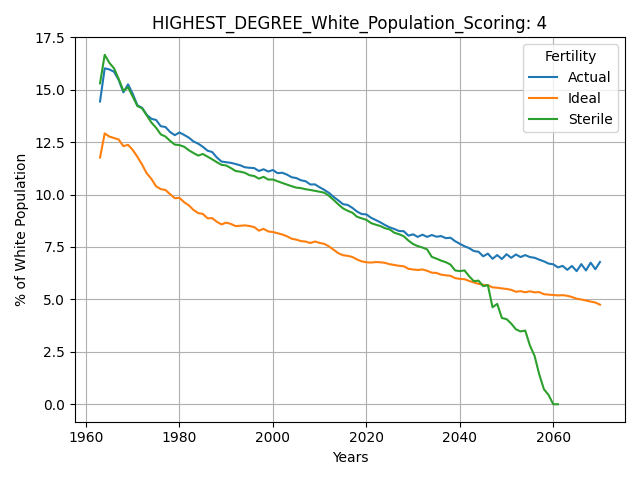 HIGHEST_DEGREE_White_Population_Scoring: 4
17.5
15.0
12.5
10.0
7.5
5.0
2.5
0.0
% of White Population
Fertility
Actual
Ideal
Sterile
1960 1980 2000 2020 2040 2060
Years